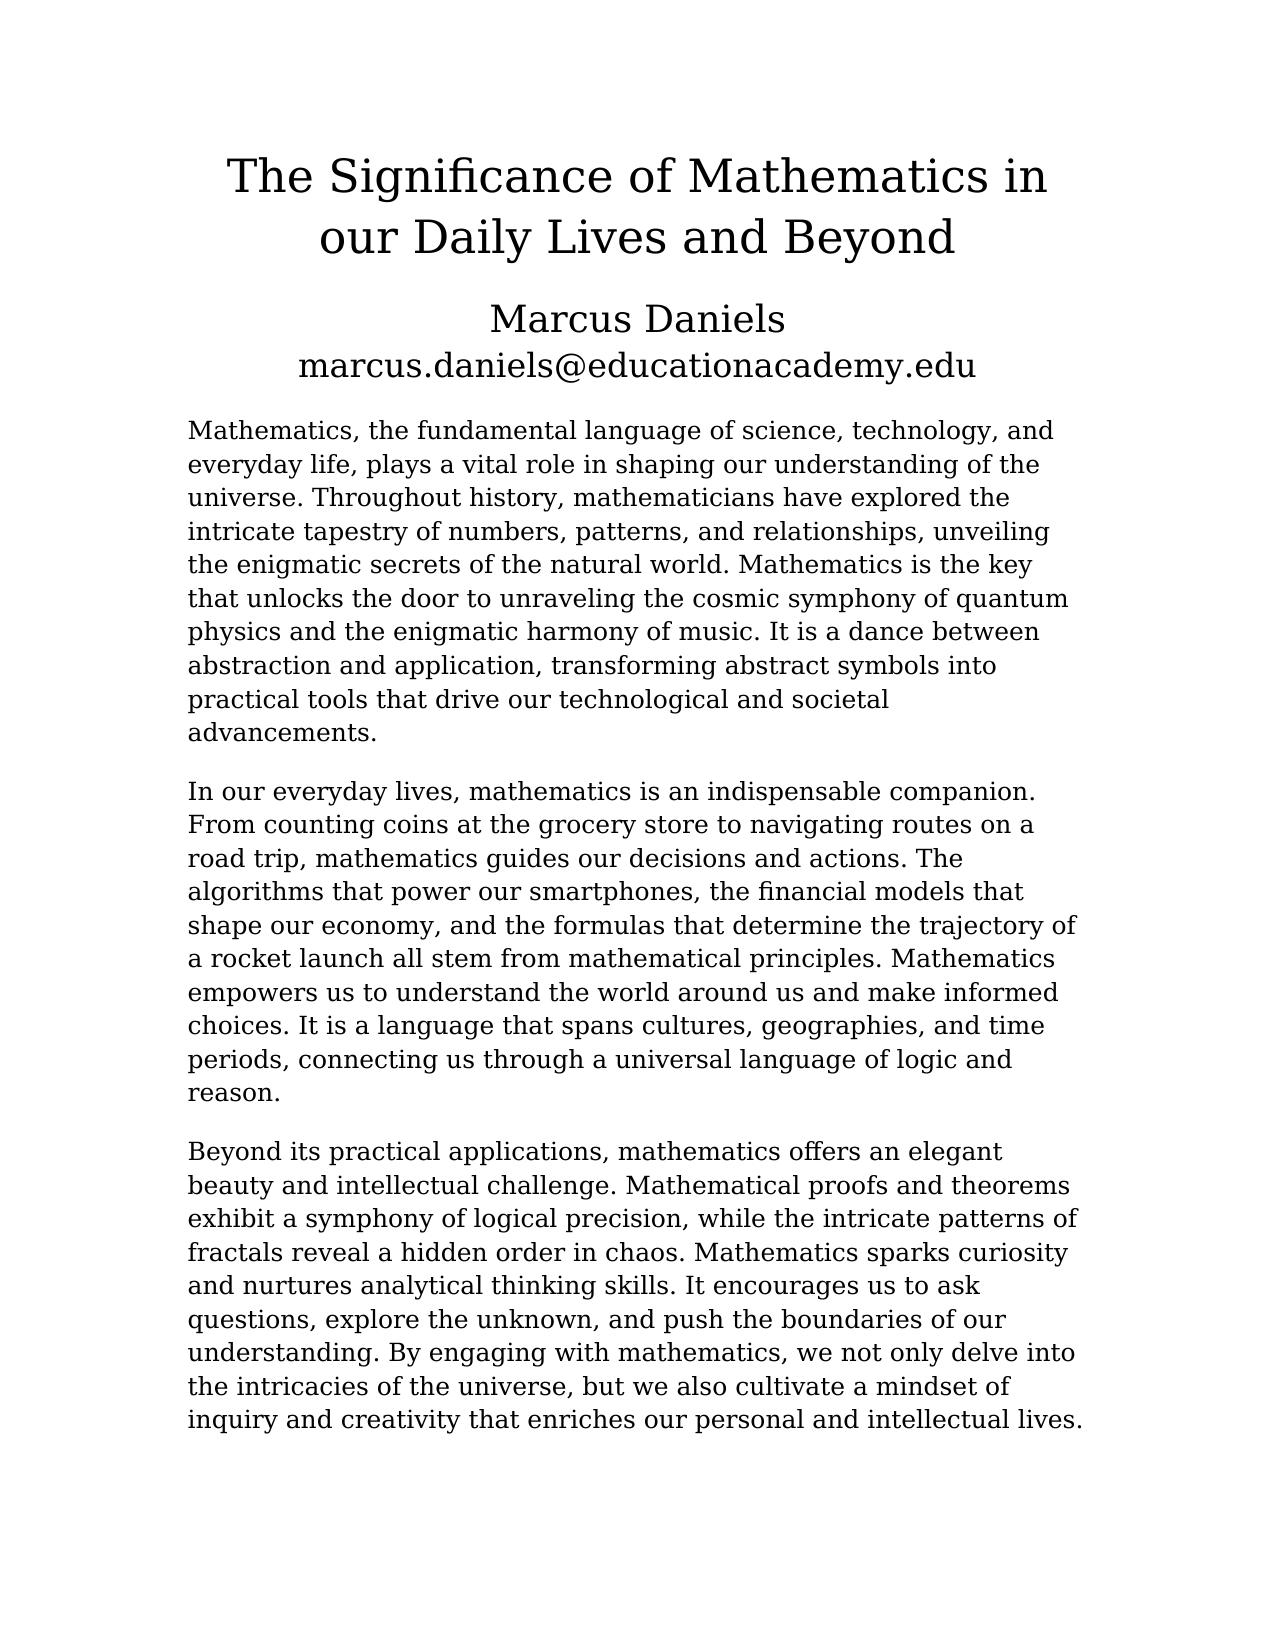 The Significance of Mathematics in
our Daily Lives and Beyond
Marcus Daniels
marcus.daniels@educationacademy.edu
Mathematics, the fundamental language of science, technology, and
everyday life, plays a vital role in shaping our understanding of the
universe. Throughout history, mathematicians have explored the
intricate tapestry of numbers, patterns, and relationships, unveiling
the enigmatic secrets of the natural world. Mathematics is the key
that unlocks the door to unraveling the cosmic symphony of quantum
physics and the enigmatic harmony of music. It is a dance between
abstraction and application, transforming abstract symbols into
practical tools that drive our technological and societal
advancements.
In our everyday lives, mathematics is an indispensable companion.
From counting coins at the grocery store to navigating routes on a
road trip, mathematics guides our decisions and actions. The
algorithms that power our smartphones, the financial models that
shape our economy, and the formulas that determine the trajectory of
a rocket launch all stem from mathematical principles. Mathematics
empowers us to understand the world around us and make informed
choices. It is a language that spans cultures, geographies, and time
periods, connecting us through a universal language of logic and
reason.
Beyond its practical applications, mathematics offers an elegant
beauty and intellectual challenge. Mathematical proofs and theorems
exhibit a symphony of logical precision, while the intricate patterns of
fractals reveal a hidden order in chaos. Mathematics sparks curiosity
and nurtures analytical thinking skills. It encourages us to ask
questions, explore the unknown, and push the boundaries of our
understanding. By engaging with mathematics, we not only delve into
the intricacies of the universe, but we also cultivate a mindset of
inquiry and creativity that enriches our personal and intellectual lives.